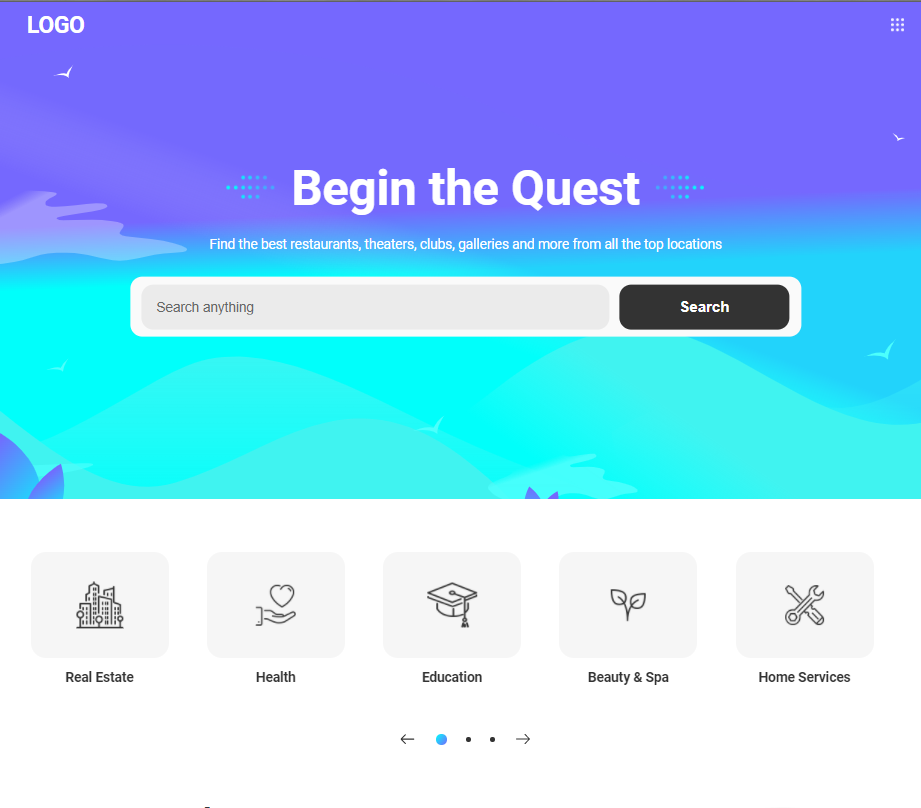 LOGO
Begin the Quest
Find the best restaurants, theaters, clubs, galleries and more from all the top locations
Search anything
Search
Real Estate
Health
Education
Beauty & Spa
Home Services